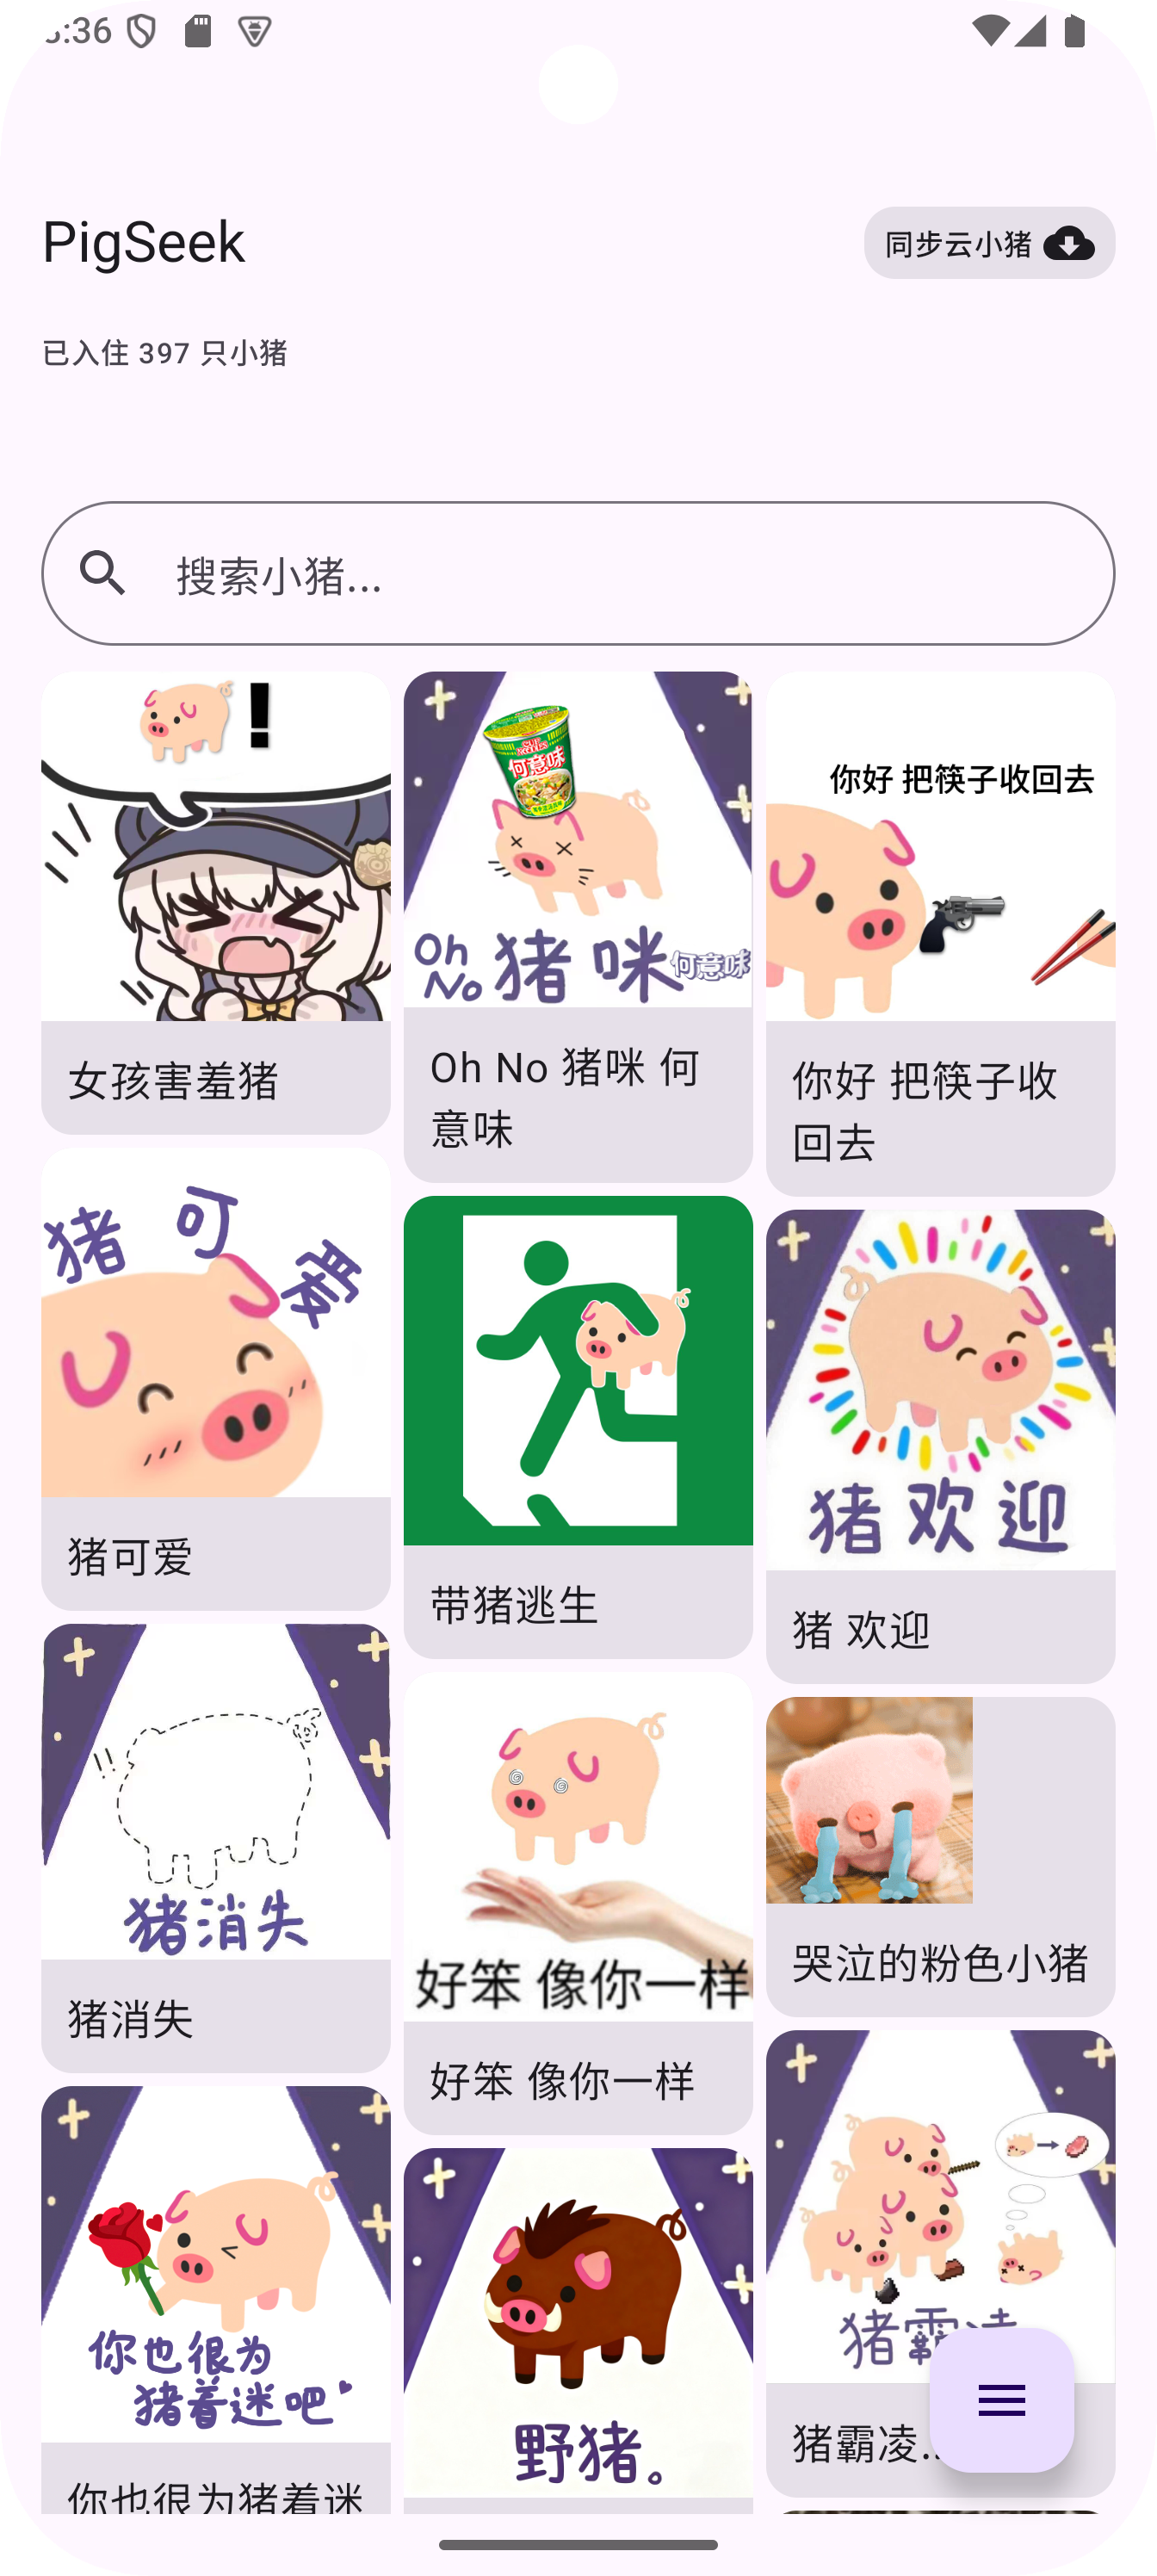 :36
PigSeek
同步云小猪
已入住 397 只小猪
搜索小猪...
!
女孩害羞猪
CUP NOODLES
何意味
Oh No 猪咪 何意味
Oh No 猪咪 何
意味
你好 把筷子收回去
你好 把筷子收
回去
猪可爱
猪可爱
带猪逃生
猪欢迎
猪 欢迎
猪消失
猪消失
好笨 像你一样
好笨 像你一样
哭泣的粉色小猪
你也很为
猪着迷吧
你也很为猪着迷
野猪。
猪霸凌
猪霸凌..